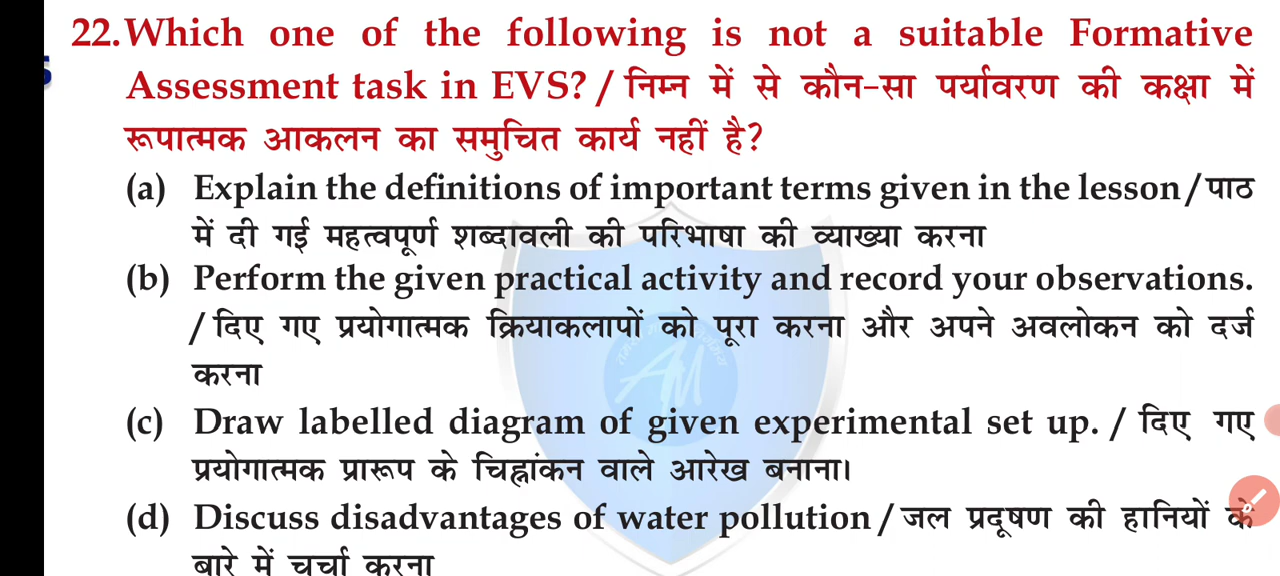 22. Which one of the following is not a suitable Formative
Assessment task in EVS? / निम्न में से कौन-सा पर्यावरण की कक्षा में
रूपात्मक आकलन का समुचित कार्य नहीं है?
(a) Explain the definitions of important terms given in the lesson / पाठ
में दी गई महत्वपूर्ण शब्दावली की परिभाषा की व्याख्या करना
(b) Perform the given practical activity and record your observations.
/ दिए गए प्रयोगात्मक क्रियाकलापों को पूरा करना और अपने अवलोकन को दर्ज
करना
(c) Draw labelled diagram of given experimental set up. / दिए गए
प्रयोगात्मक प्रारूप के चिह्नांकन वाले आरेख बनाना।
(d) Discuss disadvantages of water pollution / जल प्रदूषण की हानियों के
बारे में चर्चा करना
AM